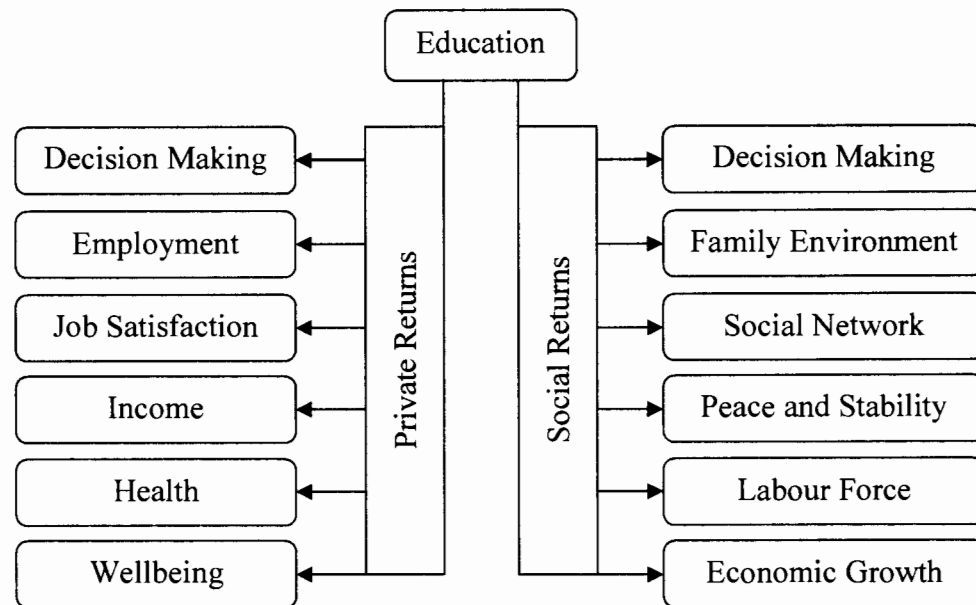 Education
Private Returns
Decision Making
Employment
Job Satisfaction
Income
Health
Wellbeing
Social Returns
Decision Making
Family Environment
Social Network
Peace and Stability
Labour Force
Economic Growth